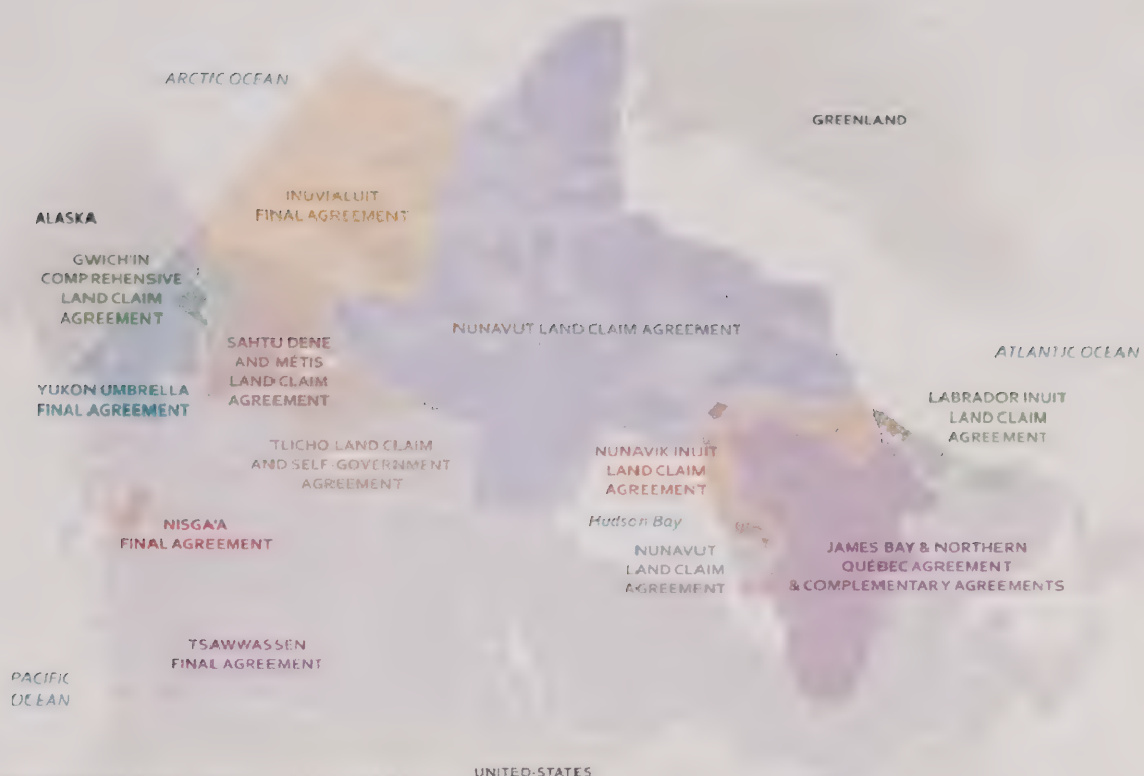 ARCTIC OCEAN
GREENLAND
INUVIALUIT
FINAL AGREEMENT
ALASKA
GWICH'IN
COMPREHENSIVE
LAND CLAIM
AGREEMENT
NUNAVUT LAND CLAIM AGREEMENT
SAHTU DENE
AND MÉTIS
LAND CLAIM
AGREEMENT
ATLANTIC OCEAN
YUKON UMBRELLA
FINAL AGREEMENT
LABRADOR INUIT
LAND CLAIM
AGREEMENT
TLICHO LAND CLAIM
AND SELF-GOVERNMENT
AGREEMENT
NUNAVIK INUIT
LAND CLAIM
AGREEMENT
NISGA'A
FINAL AGREEMENT
Hudson Bay
NUNAVUT
LAND CLAIM
AGREEMENT
JAMES BAY & NORTHERN
QUÉBEC AGREEMENT
& COMPLEMENTARY AGREEMENTS
TSAWWASSEN
FINAL AGREEMENT
PACIFIC
OCEAN
UNITED-STATES